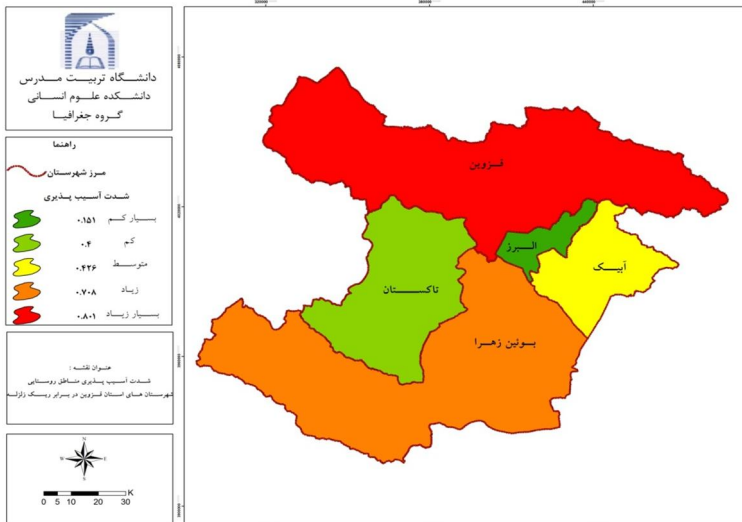 دانشگاه تربیت مدرس
دانشکده علوم انسانی
گروه جغرافیا
راهنما
مرز شهرستان
شدت آسیب پذیری
بسیار کم ۰.۱۵۱
کم ۰.۴
متوسط ۰.۴۲۶
زیاد ۰.۷۰۸
بسیار زیاد ۰.۸۰۱
عنوان نقشه :
شدت آسیب پذیری مناطق روستایی
شهرستان های استان قزوین در برابر ریسک زلزله
N
W E
S
K
0 5 10 20 30
قزوین
البرز
آبیک
تاکستان
بوئین زهرا